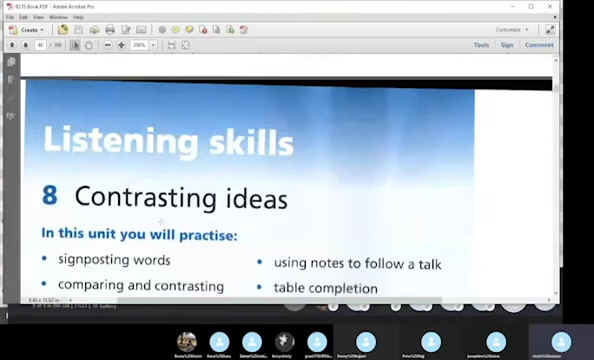 IELTS Book.PDF - Adobe Acrobat Pro
File Edit View Window Help
Create
Customize
200%
Tools Sign Comment
Listening skills
8 Contrasting ideas
In this unit you will practise:
• signposting words
• using notes to follow a talk
• comparing and contrasting
• table completion